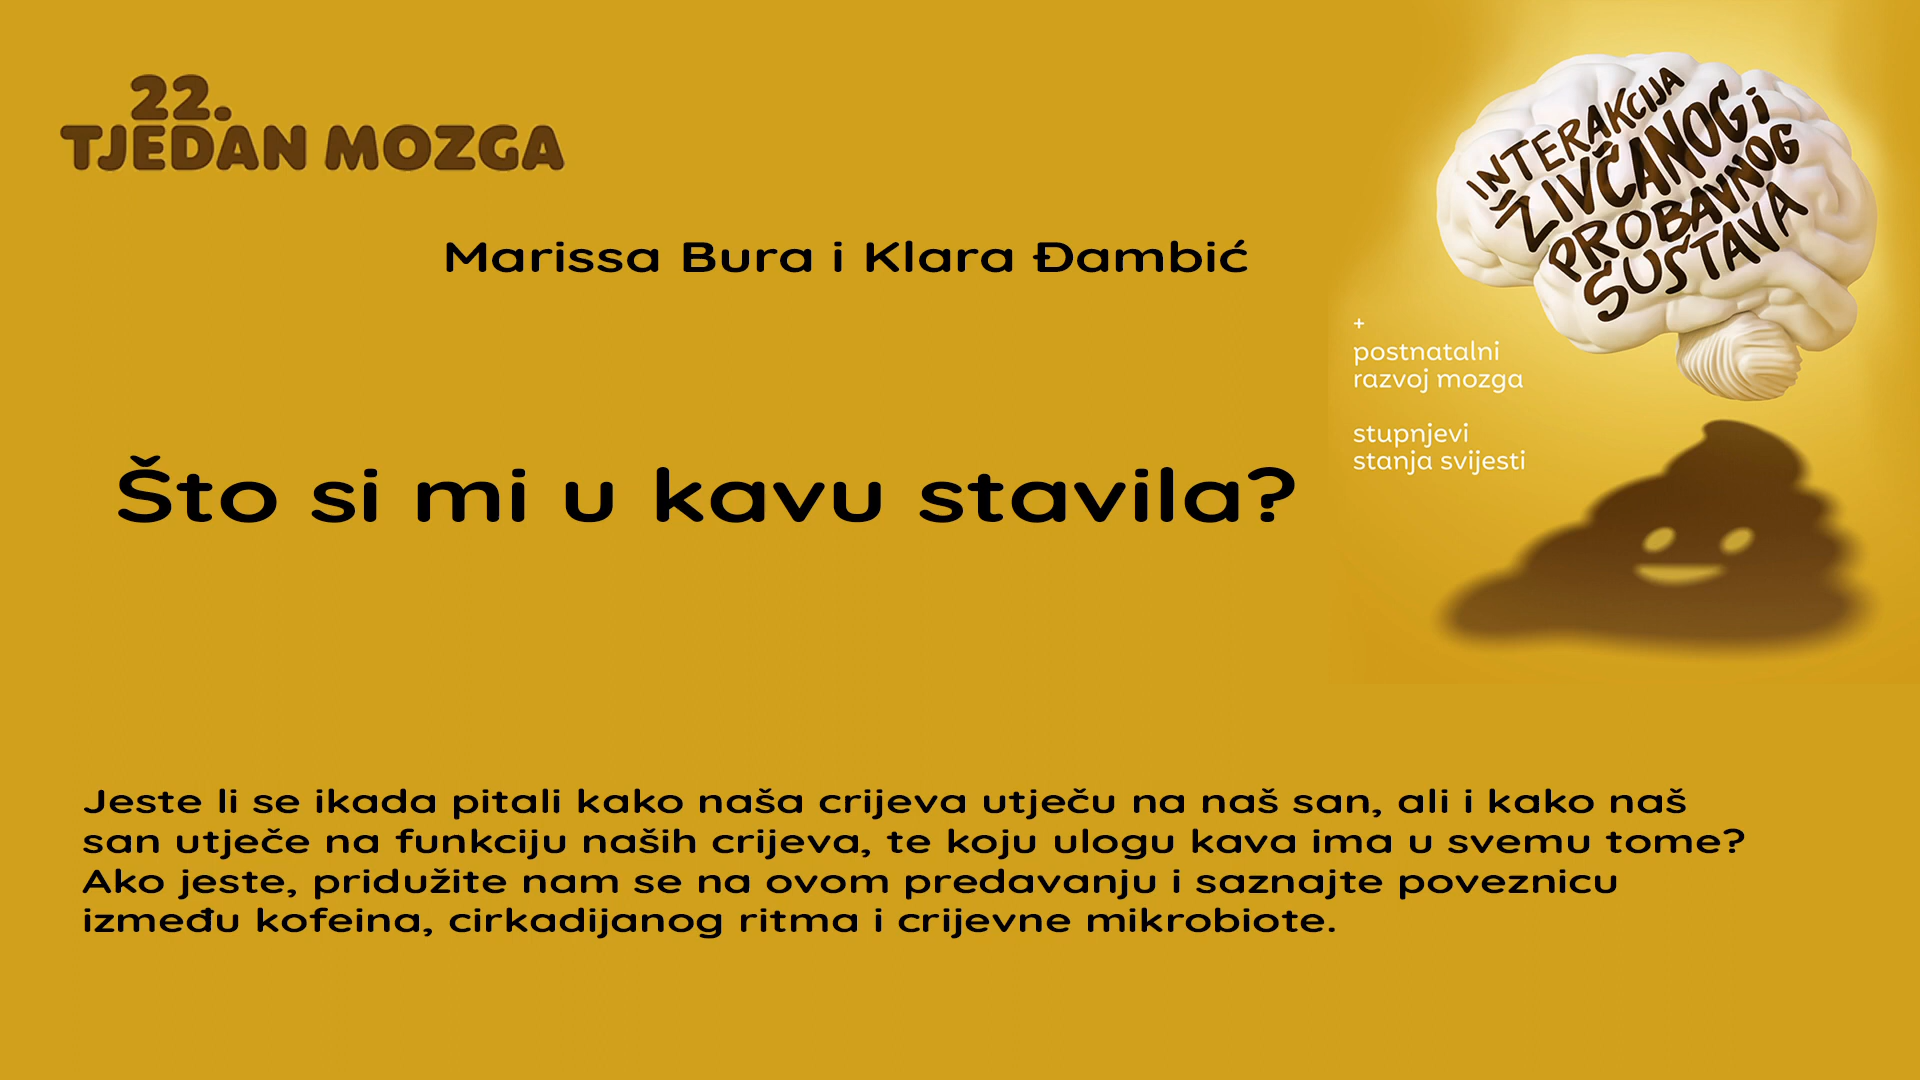 22.
TJEDAN MOZGA
Marissa Bura i Klara Đambić
INTERAKCIJA
ŽIVČANOG i
PROBAVNOG
SUSTAVA
+
postnatalni
razvoj mozga
stupnjevi
stanja svijesti
Što si mi u kavu stavila?
Jeste li se ikada pitali kako naša crijeva utječu na naš san, ali i kako naš
san utječe na funkciju naših crijeva, te koju ulogu kava ima u svemu tome?
Ako jeste, pridužite nam se na ovom predavanju i saznajte poveznicu
između kofeina, cirkadijanog ritma i crijevne mikrobiote.